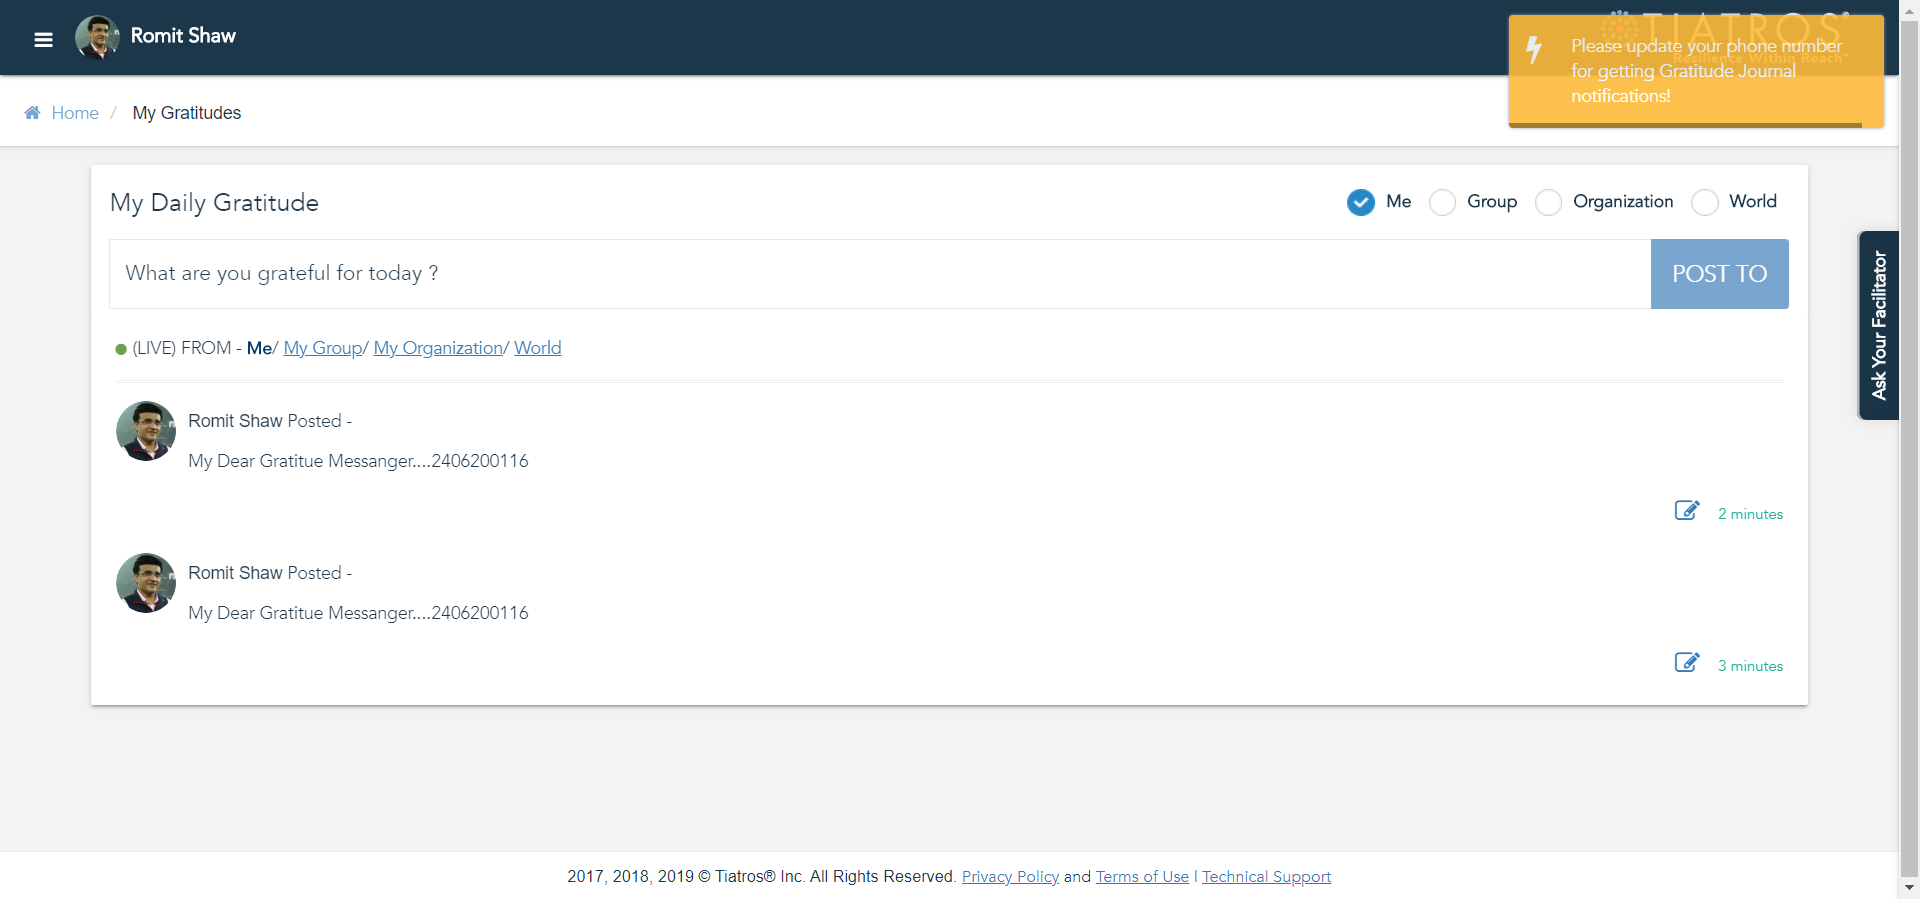 Romit Shaw
TIATROS®
Resilience Within Reach™
Please update your phone number
for getting Gratitude Journal
notifications!
Home / My Gratitudes
My Daily Gratitude
Me Group Organization World
What are you grateful for today ?
POST TO
Ask Your Facilitator
(LIVE) FROM - Me/ My Group/ My Organization/ World
Romit Shaw Posted -
My Dear Gratitue Messanger....2406200116
2 minutes
Romit Shaw Posted -
My Dear Gratitue Messanger....2406200116
3 minutes
2017, 2018, 2019 © Tiatros® Inc. All Rights Reserved. Privacy Policy and Terms of Use | Technical Support